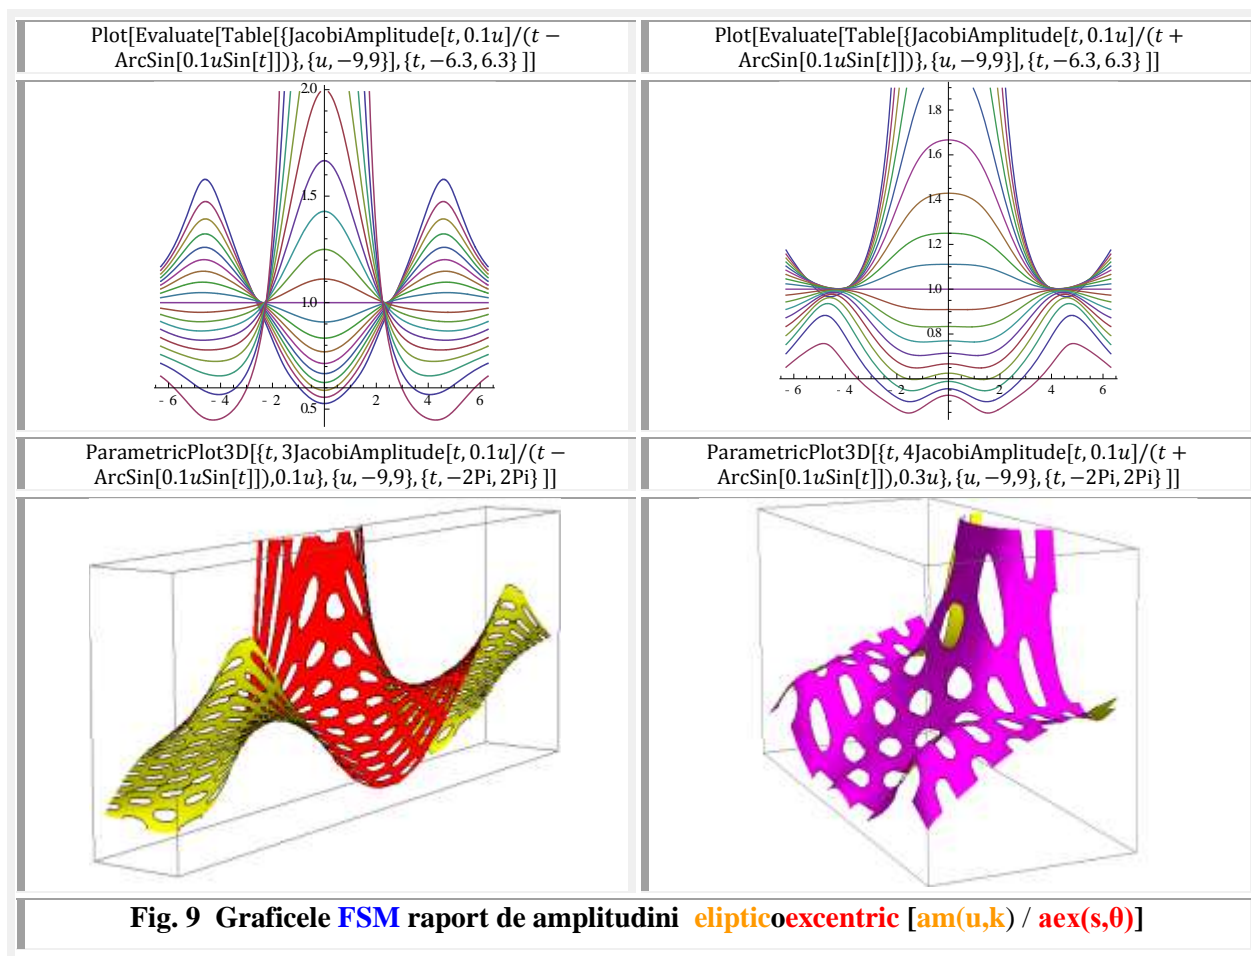 Plot[Evaluate[Table[{JacobiAmplitude[t, 0.1u]/(t −
ArcSin[0.1uSin[t]])}, {u, −9,9}], {t, −6.3, 6.3} ]]
Plot[Evaluate[Table[{JacobiAmplitude[t, 0.1u]/(t +
ArcSin[0.1uSin[t]])}, {u, −9,9}], {t, −6.3, 6.3} ]]
2.0
1.5
1.0
0.5
- 6 - 4 - 2 2 4 6
1.8
1.6
1.4
1.2
1.0
0.8
- 6 - 4 - 2 2 4 6
ParametricPlot3D[{t, 3JacobiAmplitude[t, 0.1u]/(t −
ArcSin[0.1uSin[t]]),0.1u}, {u, −9,9}, {t, −2Pi, 2Pi} ]]
ParametricPlot3D[{t, 4JacobiAmplitude[t, 0.1u]/(t +
ArcSin[0.1uSin[t]]),0.3u}, {u, −9,9}, {t, −2Pi, 2Pi} ]]
Fig. 9 Graficele FSM raport de amplitudini elipticoexcentric [am(u,k) / aex(s,θ)]